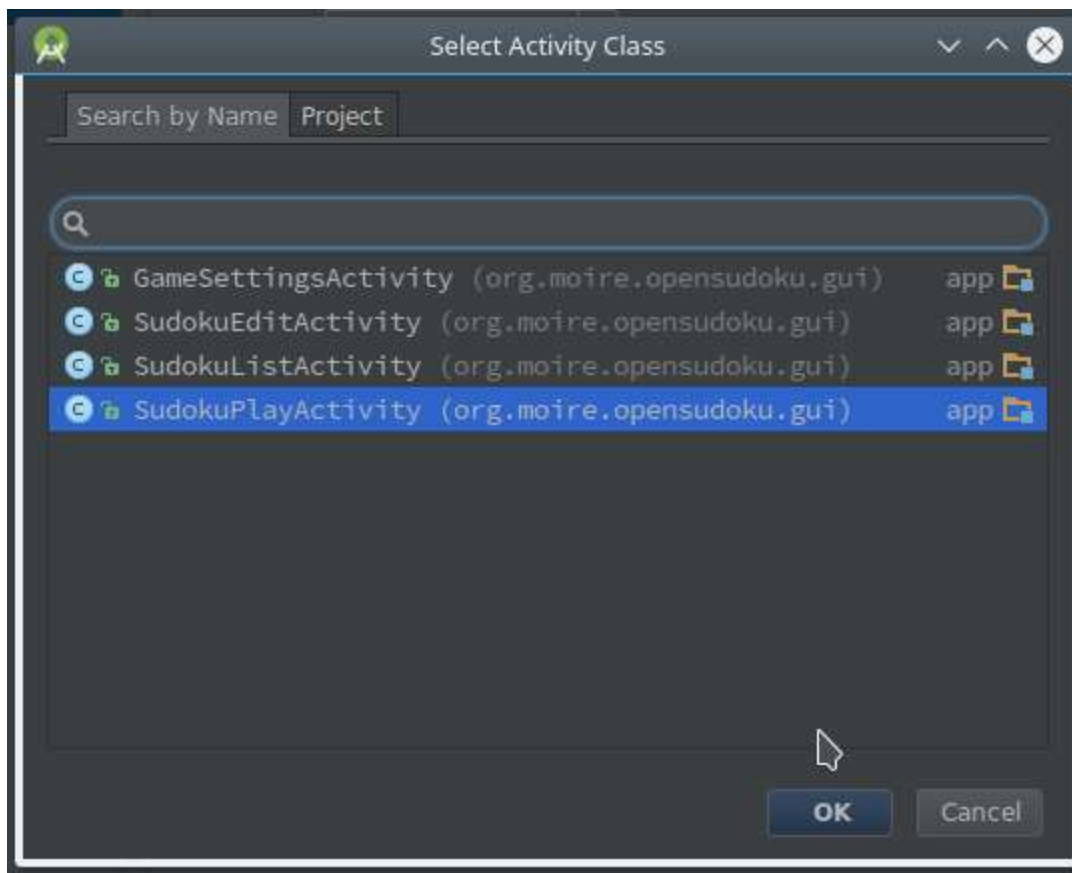 Select Activity Class
Search by Name Project
GameSettingsActivity (org.moire.opensudoku.gui) app
SudokuEditActivity (org.moire.opensudoku.gui) app
SudokuListActivity (org.moire.opensudoku.gui) app
SudokuPlayActivity (org.moire.opensudoku.gui) app
OK Cancel